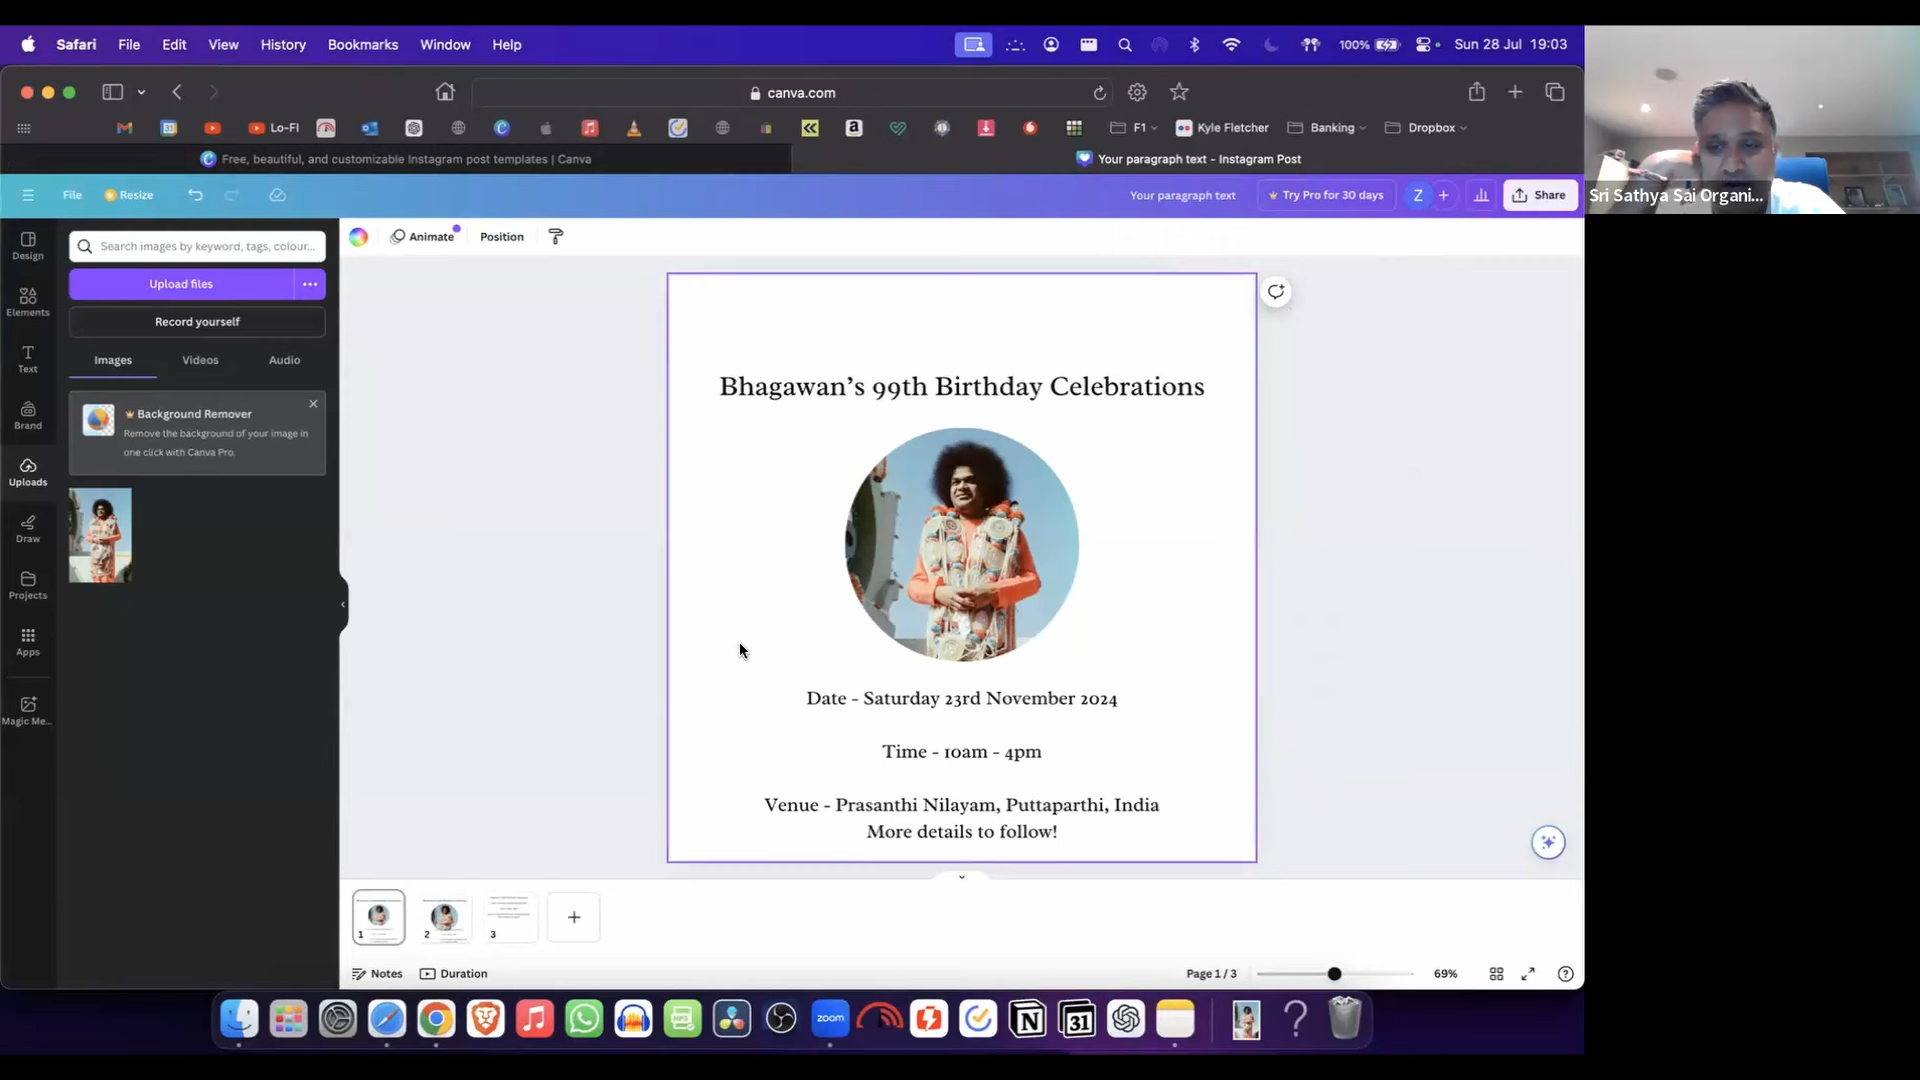 Safari File Edit View History Bookmarks Window Help 100% Sun 28 Jul 19:03
canva.com
Lo-FI F1 Kyle Fletcher Banking Dropbox
Free, beautiful, and customizable Instagram post templates | Canva
Your paragraph text - Instagram Post
File Resize Your paragraph text Try Pro for 30 days Z + Share
Sri Sathya Sai Organi...
Animate Position
Design
Elements
Text
Brand
Uploads
Draw
Projects
Apps
Magic Me...
Search images by keyword, tags, colour...
Upload files
Record yourself
Images Videos Audio
Background Remover
Remove the background of your image in
one click with Canva Pro.
Bhagawan’s 99th Birthday Celebrations
Date - Saturday 23rd November 2024
Time - 10am - 4pm
Venue - Prasanthi Nilayam, Puttaparthi, India
More details to follow!
1 2 3
Notes Duration Page 1 / 3 69%
zoom 31